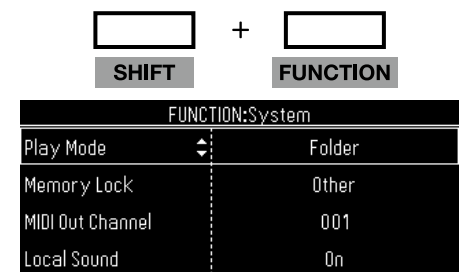 +
SHIFT FUNCTION
FUNCTION:System
Play Mode Folder
Memory Lock Other
MIDI Out Channel 001
Local Sound On